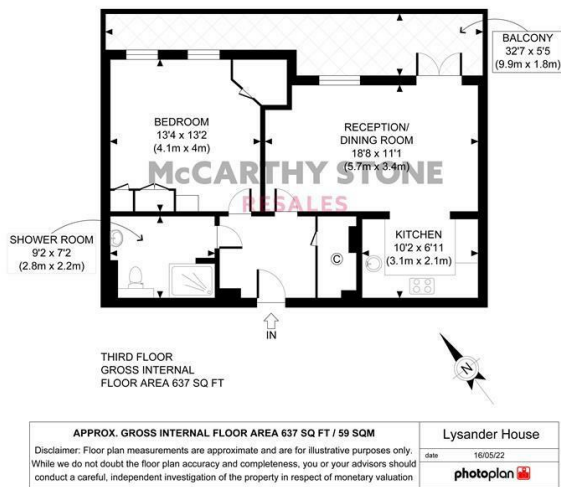 BALCONY
32'7 x 5'5
(9.9m x 1.8m)
BEDROOM
13'4 x 13'2
(4.1m x 4m)
RECEPTION/
DINING ROOM
18'8 x 11'1
(5.7m x 3.4m)
McCARTHY STONE
RESALES
SHOWER ROOM
9'2 x 7'2
(2.8m x 2.2m)
KITCHEN
10'2 x 6'11
(3.1m x 2.1m)
C
IN
THIRD FLOOR
GROSS INTERNAL
FLOOR AREA 637 SQ FT
N
APPROX. GROSS INTERNAL FLOOR AREA 637 SQ FT / 59 SQM
Disclaimer: Floor plan measurements are approximate and are for illustrative purposes only.
While we do not doubt the floor plan accuracy and completeness, you or your advisors should
conduct a careful, independent investigation of the property in respect of monetary valuation
Lysander House
date 16/05/22
photoplan